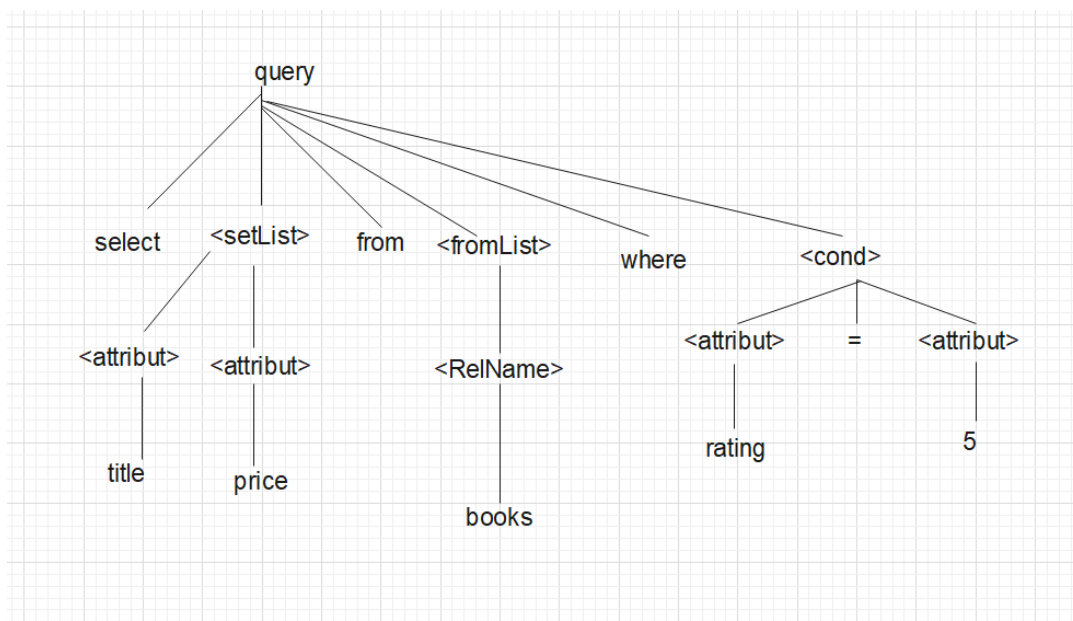 query
select <setList> from <fromList> where <cond>
<attribut> <attribut> <RelName> <attribut> = <attribut>
title price books rating 5